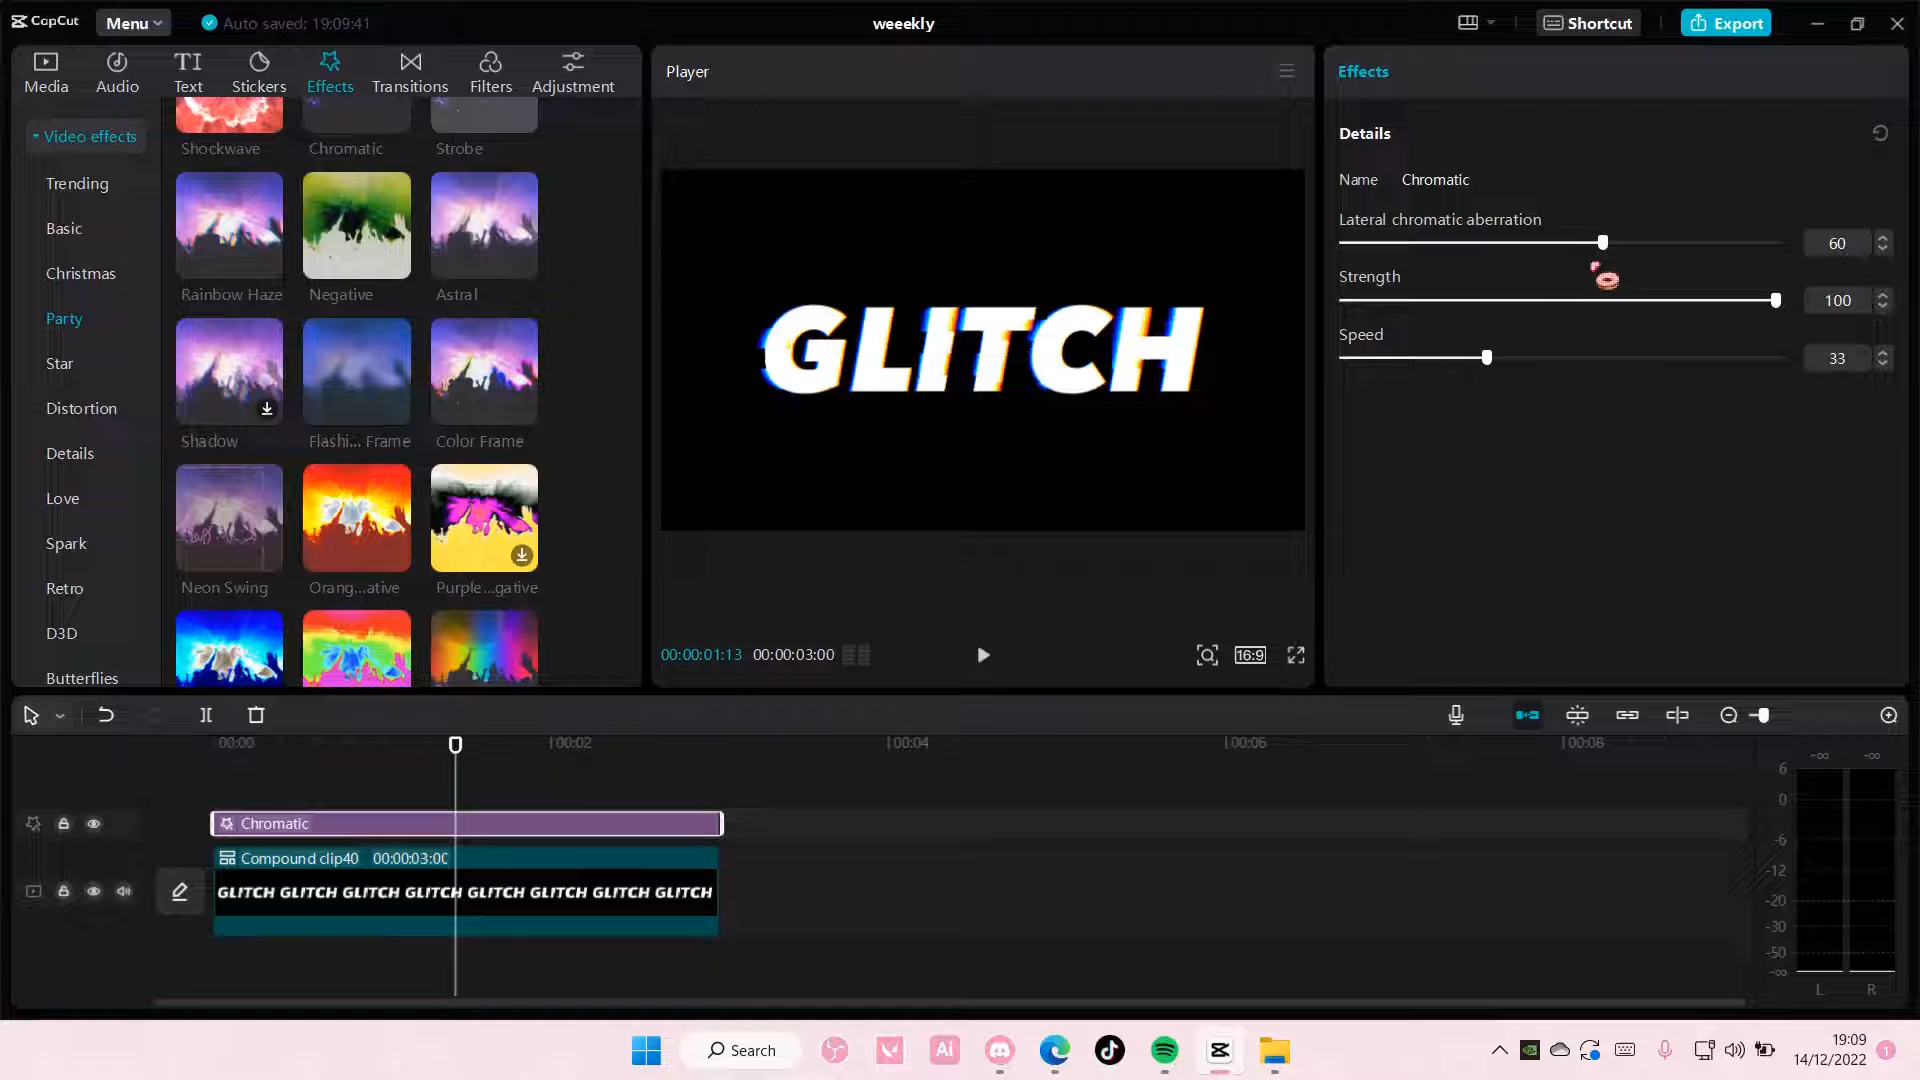 CapCut Menu Auto saved: 19:09:41 weeekly Shortcut Export
Media Audio Text Stickers Effects Transitions Filters Adjustment
Video effects
Trending
Basic
Christmas
Party
Star
Distortion
Details
Love
Spark
Retro
D3D
Butterflies
Shockwave Chromatic Strobe
Rainbow Haze Negative Astral
Shadow Flashi... Frame Color Frame
Neon Swing Orang...ative Purple...gative
Player
GLITCH
00:00:01:13 00:00:03:00
16:9
Effects
Details
Name Chromatic
Lateral chromatic aberration
60
Strength
100
Speed
33
00:00 00:02 00:04 00:06 00:08
Chromatic
Compound clip40 00:00:03:00
GLITCH GLITCH GLITCH GLITCH GLITCH GLITCH GLITCH GLITCH
-∞ -∞
6
0
-6
-12
-20
-30
-50
-∞
L R
Search
Ai
19:09
14/12/2022
1